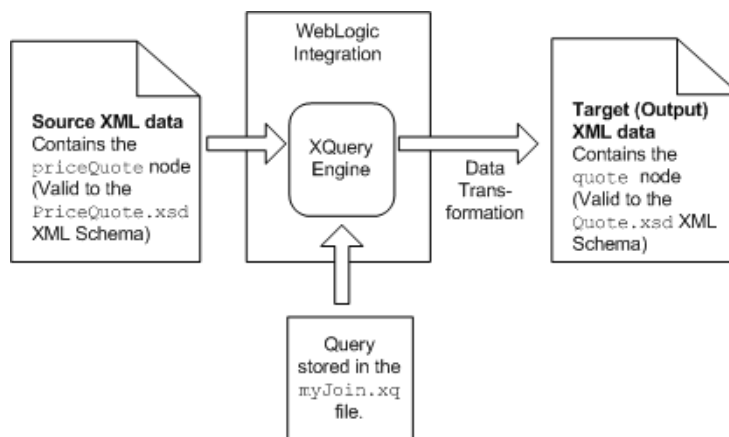 WebLogic
Integration
Source XML data
Contains the
priceQuote node
(Valid to the
PriceQuote.xsd
XML Schema)
XQuery
Engine
Data
Trans-
formation
Target (Output)
XML data
Contains the
quote node
(Valid to the
Quote.xsd XML
Schema)
Query
stored in the
myJoin.xq
file.